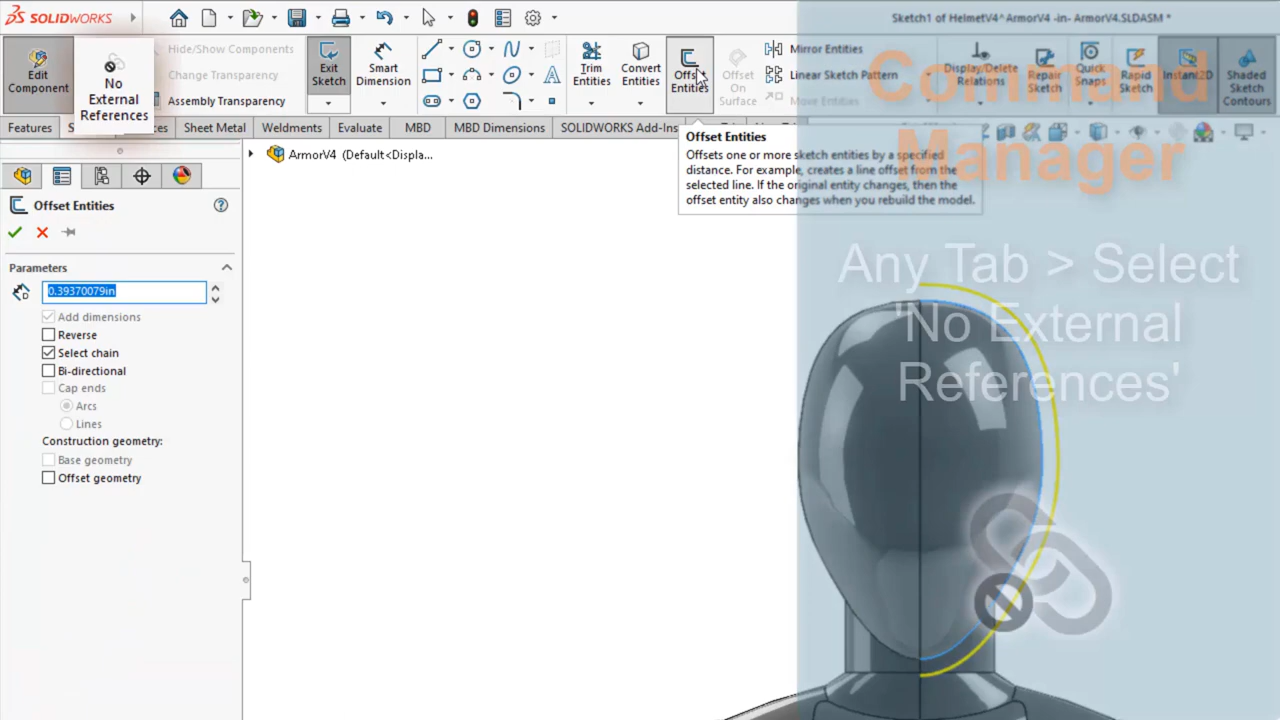 SOLIDWORKS
Sketch1 of HelmetV4^ArmorV4 -in- ArmorV4.SLDASM *
Edit
Component
No
External
References
Hide/Show Components
Change Transparency
Assembly Transparency
Exit
Sketch
Smart
Dimension
Trim
Entities
Convert
Entities
Offset
Entities
Offset
On
Surface
Mirror Entities
Linear Sketch Pattern
Move Entities
Display/Delete
Relations
Repair
Sketch
Quick
Snaps
Rapid
Sketch
Instant2D
Shaded
Sketch
Contours
Command
Manager
Features
Sheet Metal
Weldments
Evaluate
MBD
MBD Dimensions
SOLIDWORKS Add-Ins
Offset Entities
Offsets one or more sketch entities by a specified
distance. For example, creates a line offset from the
selected line. If the original entity changes, then the
offset entity also changes when you rebuild the model.
ArmorV4 (Default<Displa...
Offset Entities
Parameters
0.39370079in
Add dimensions
Reverse
Select chain
Bi-directional
Cap ends
Arcs
Lines
Construction geometry:
Base geometry
Offset geometry
Any Tab > Select
'No External
References'